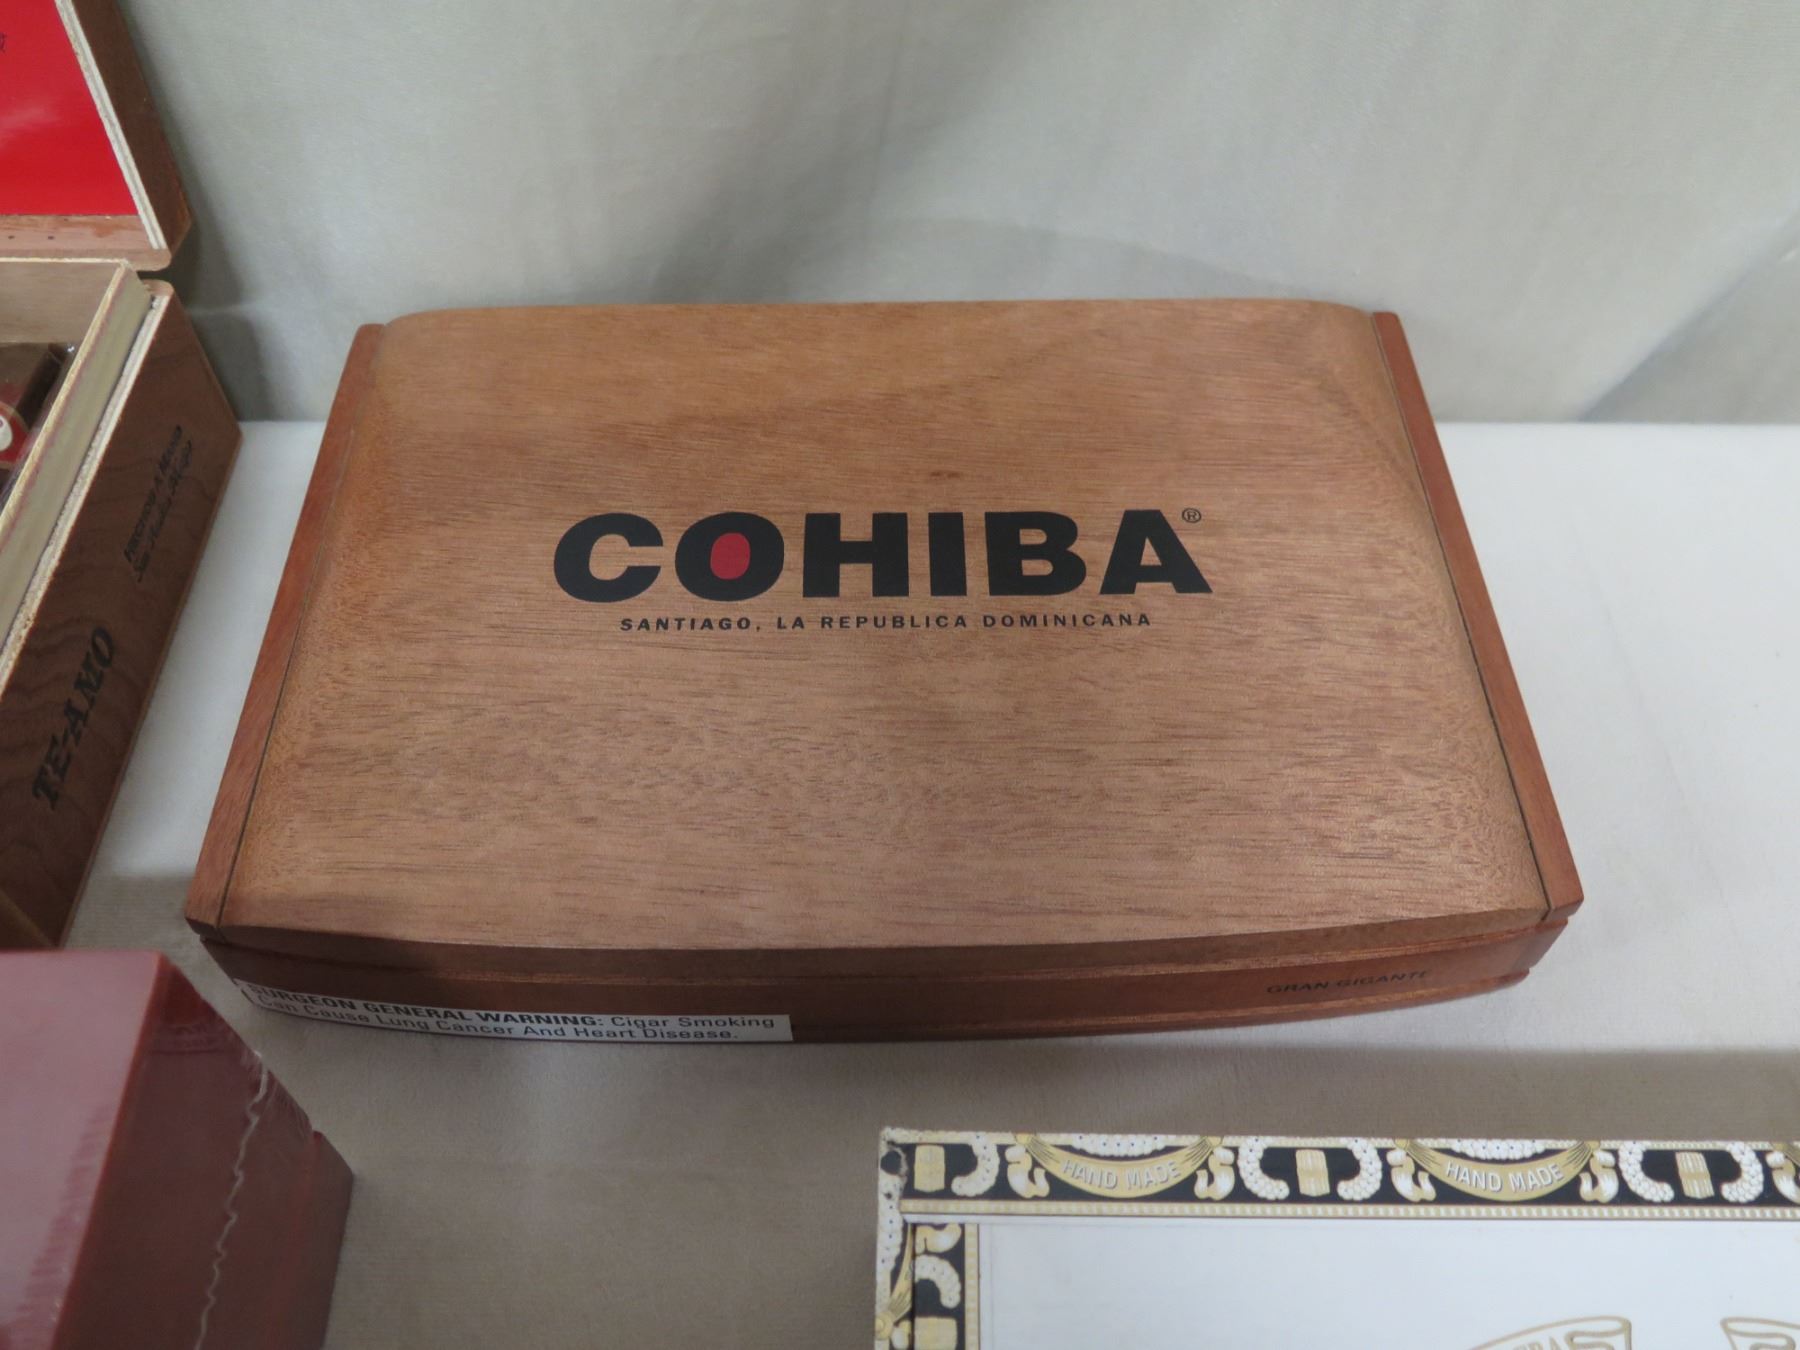 COHIBA®
SANTIAGO, LA REPUBLICA DOMINICANA
GRAN GIGANTE
SURGEON GENERAL WARNING: Cigar Smoking
Can Cause Lung Cancer And Heart Disease.
TE-AMO
HAND MADE HAND MADE